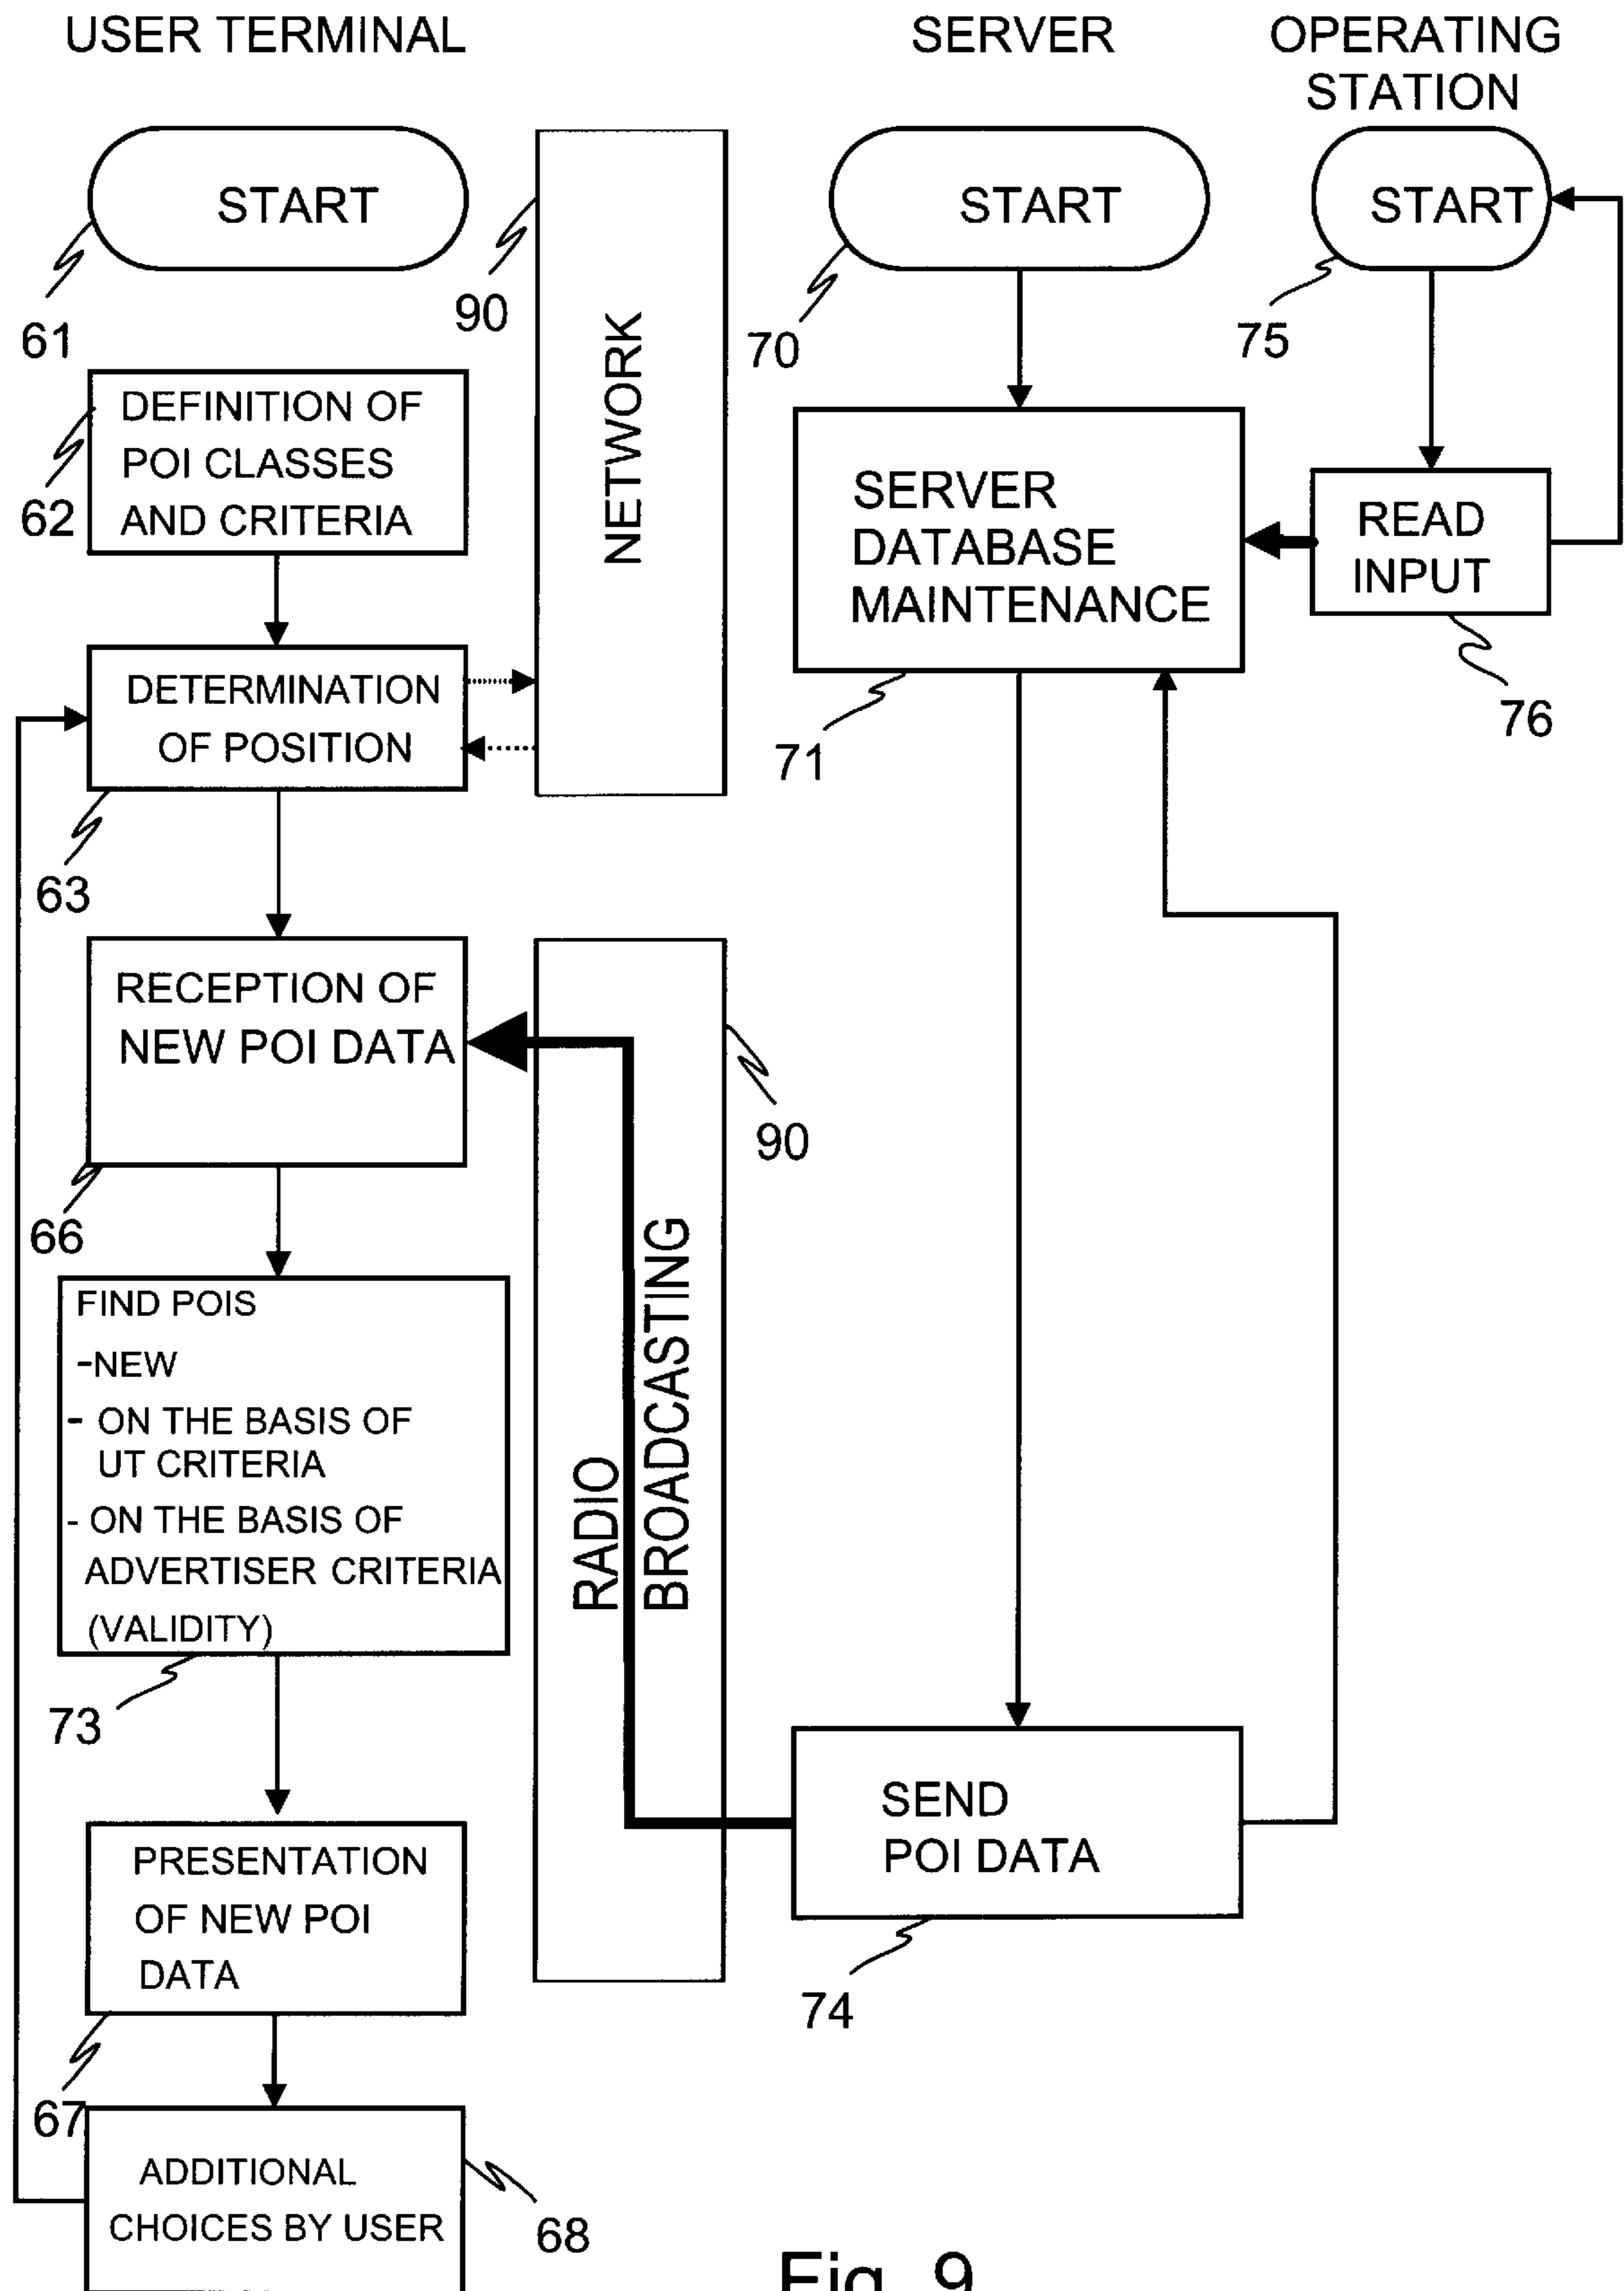 USER TERMINAL
SERVER
OPERATING
STATION
START
START
START
61
90
70
75
DEFINITION OF
POI CLASSES
AND CRITERIA
62
NETWORK
SERVER
DATABASE
MAINTENANCE
READ
INPUT
DETERMINATION
OF POSITION
71
76
63
RECEPTION OF
NEW POI DATA
90
66
RADIO
BROADCASTING
FIND POIS
-NEW
- ON THE BASIS OF
UT CRITERIA
- ON THE BASIS OF
ADVERTISER CRITERIA
(VALIDITY)
73
SEND
POI DATA
PRESENTATION
OF NEW POI
DATA
74
67
ADDITIONAL
CHOICES BY USER
68
Fig. 9